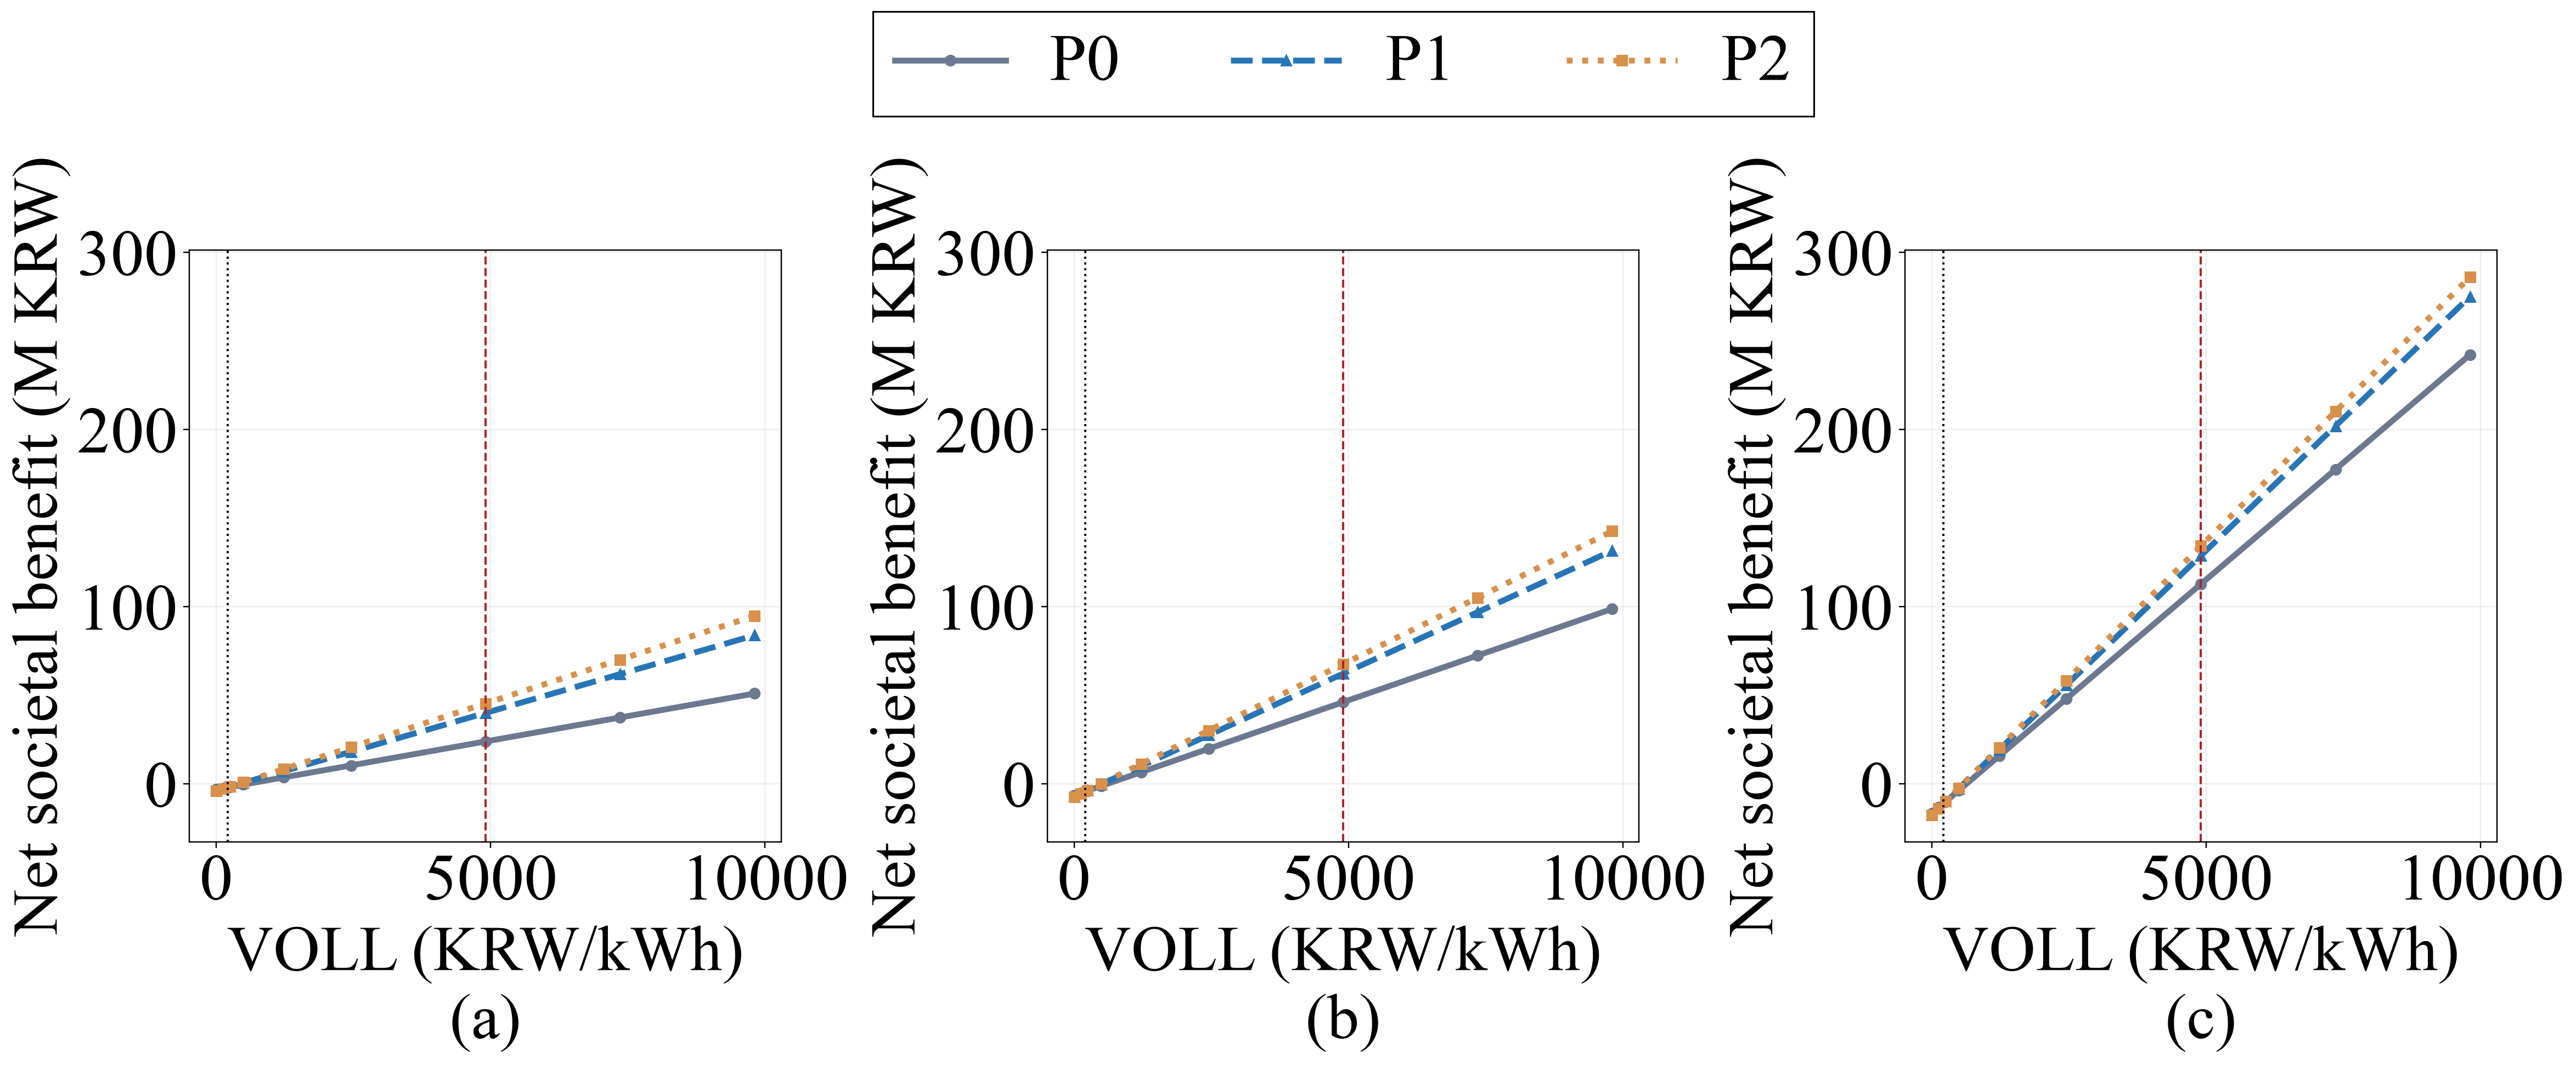 P0 P1 P2
Net societal benefit (M KRW)
300
200
100
0
0 5000 10000
VOLL (KRW/kWh)
(a)
Net societal benefit (M KRW)
300
200
100
0
0 5000 10000
VOLL (KRW/kWh)
(b)
Net societal benefit (M KRW)
300
200
100
0
0 5000 10000
VOLL (KRW/kWh)
(c)